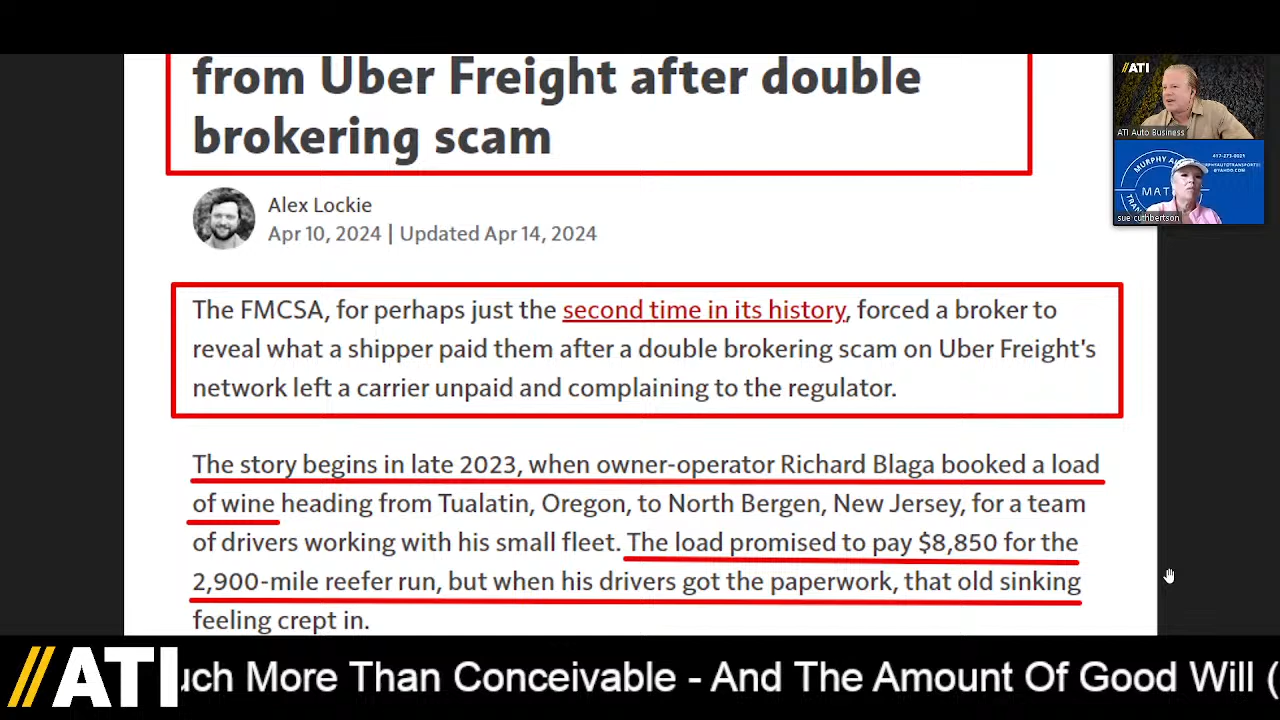 from Uber Freight after double
brokering scam
Alex Lockie
Apr 10, 2024 | Updated Apr 14, 2024
The FMCSA, for perhaps just the second time in its history, forced a broker to
reveal what a shipper paid them after a double brokering scam on Uber Freight's
network left a carrier unpaid and complaining to the regulator.
The story begins in late 2023, when owner-operator Richard Blaga booked a load
of wine heading from Tualatin, Oregon, to North Bergen, New Jersey, for a team
of drivers working with his small fleet. The load promised to pay $8,850 for the
2,900-mile reefer run, but when his drivers got the paperwork, that old sinking
feeling crept in.
//ATI
ATI Auto Business
MURPHY
MAT
@YAHOO.COM
sue cuthbertson
//ATI
uch More Than Conceivable - And The Amount Of Good Will (